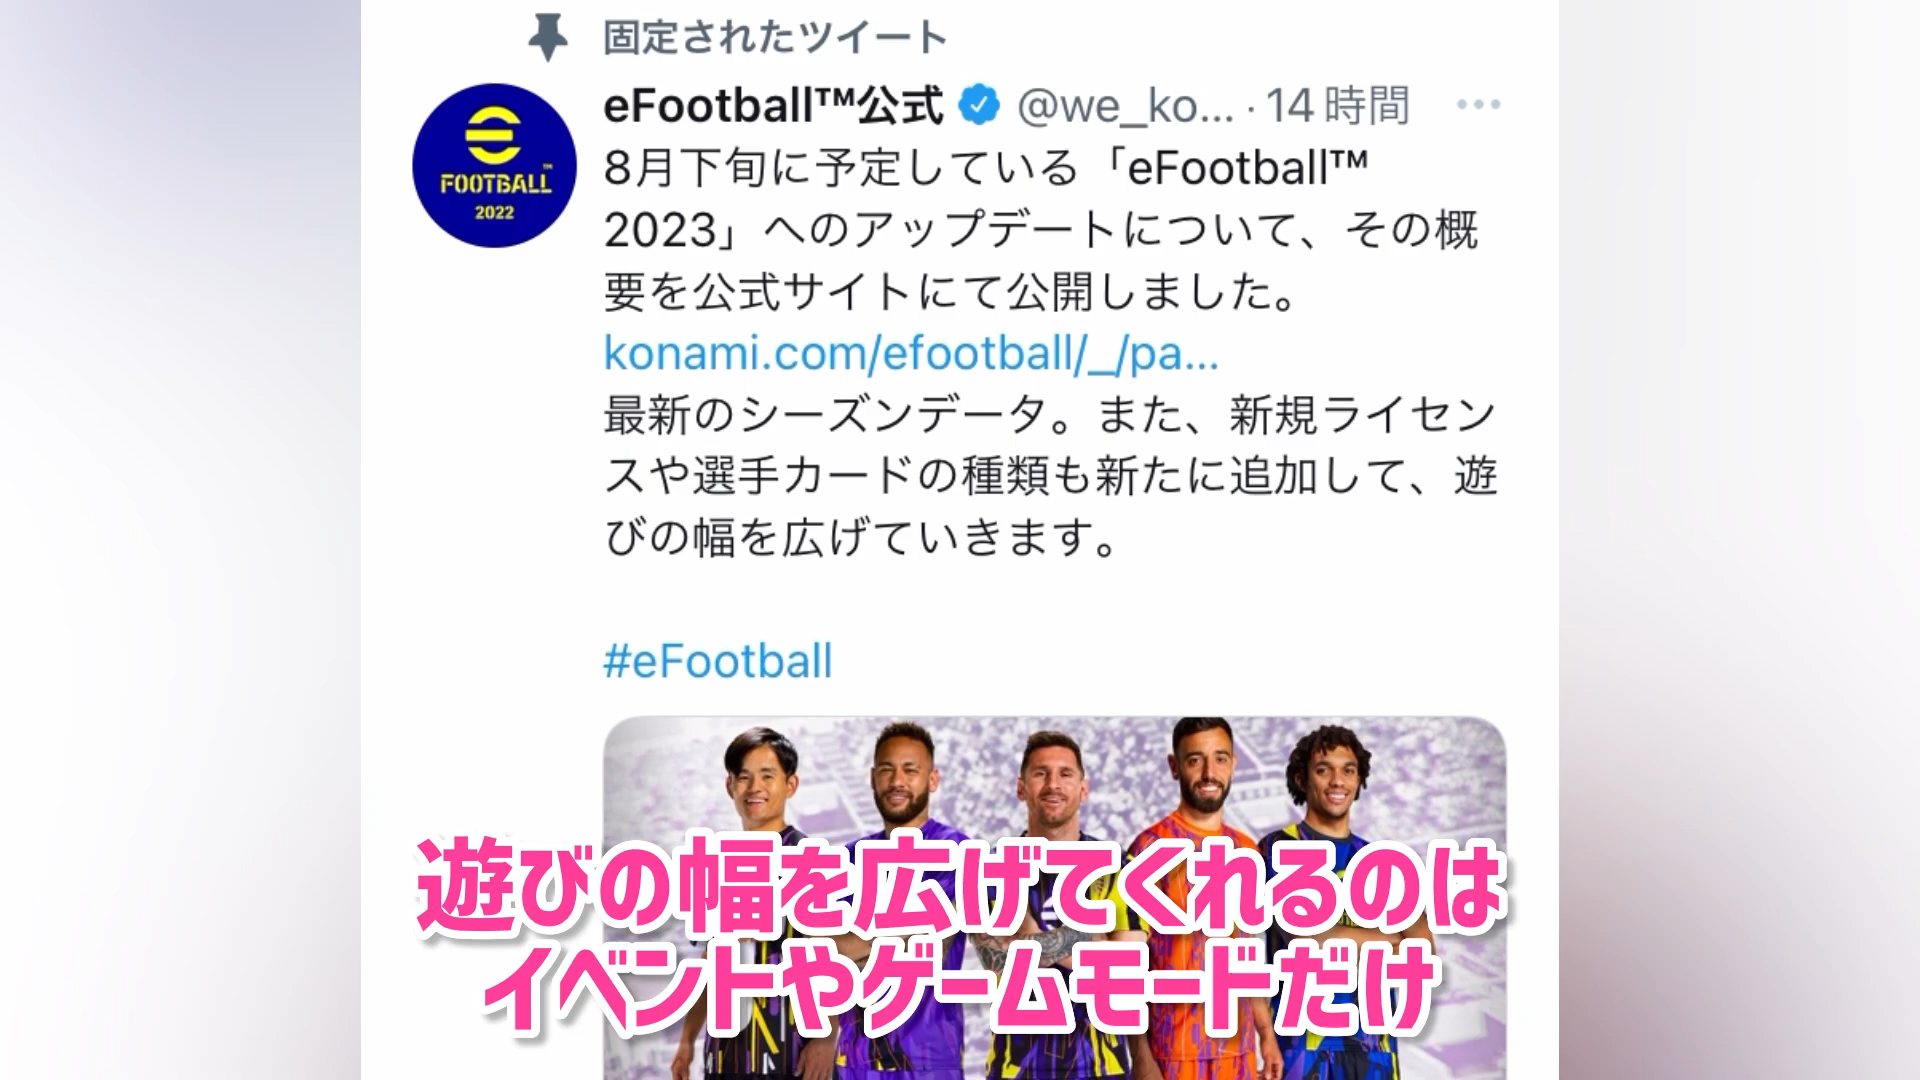 固定されたツイート
eFootball™公式 @we_ko... · 14 時間
FOOTBALL™
2022
8月下旬に予定している「eFootball™
2023」へのアップデートについて、その概
要を公式サイトにて公開しました。
konami.com/efootball/_/pa...
最新のシーズンデータ。また、新規ライセン
スや選手カードの種類も新たに追加して、遊
びの幅を広げていきます。
#eFootball
遊びの幅を広げてくれるのは
イベントやゲームモードだけ